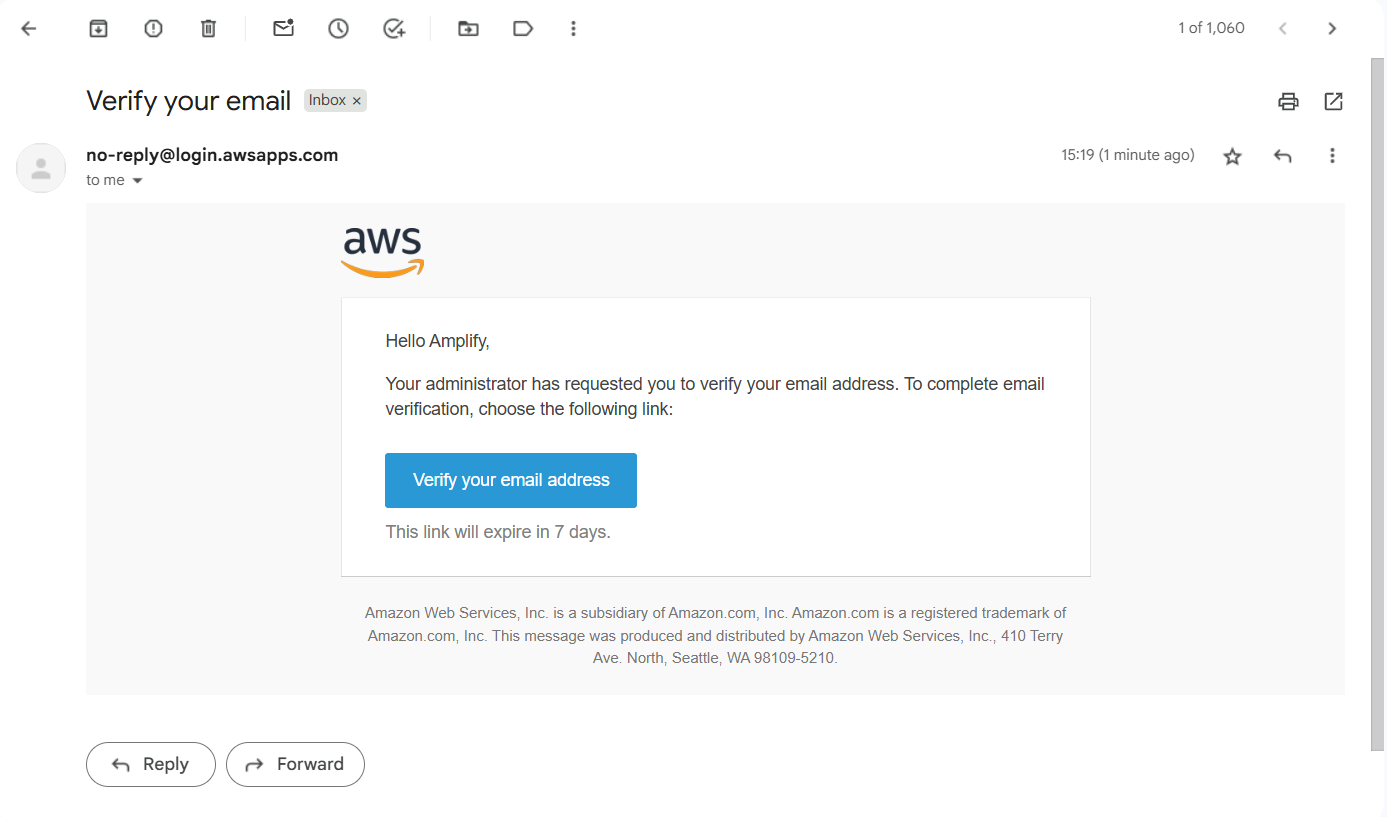 1 of 1,060
Verify your email Inbox ×
no-reply@login.awsapps.com 15:19 (1 minute ago)
to me
aws
Hello Amplify,
Your administrator has requested you to verify your email address. To complete email
verification, choose the following link:
Verify your email address
This link will expire in 7 days.
Amazon Web Services, Inc. is a subsidiary of Amazon.com, Inc. Amazon.com is a registered trademark of
Amazon.com, Inc. This message was produced and distributed by Amazon Web Services, Inc., 410 Terry
Ave. North, Seattle, WA 98109-5210.
Reply Forward